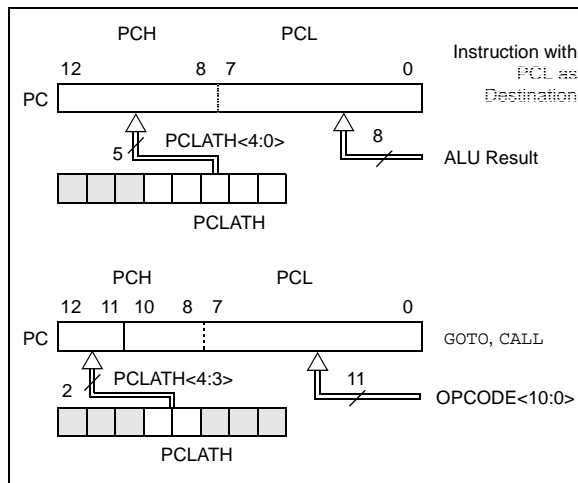 PCH PCL
12 8 7 0
Instruction with
PCL as
Destination
PC
5 PCLATH<4:0> 8
ALU Result
PCLATH
PCH PCL
12 11 10 8 7 0
PC GOTO, CALL
2 PCLATH<4:3> 11
OPCODE<10:0>
PCLATH